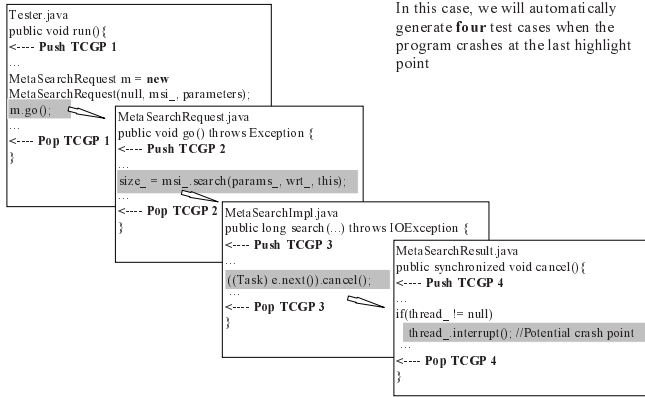 In this case, we will automatically
generate four test cases when the
program crashes at the last highlight
point
Tester.java
public void run(){
<---- Push TCGP 1
...
MetaSearchRequest m = new
MetaSearchRequest(null, msi_, parameters);
m.go();
...
<---- Pop TCGP 1
}
MetaSearchRequest.java
public void go() throws Exception {
<---- Push TCGP 2
...
size_ = msi_.search(params_, wrt_, this);
...
<---- Pop TCGP 2
}
MetaSearchImpl.java
public long search(...) throws IOException {
<---- Push TCGP 3
...
((Task) e.next()).cancel();
...
<---- Pop TCGP 3
}
MetaSearchResult.java
public synchronized void cancel(){
<---- Push TCGP 4
...
if(thread_ != null)
thread_.interrupt(); //Potential crash point
...
<---- Pop TCGP 4
}